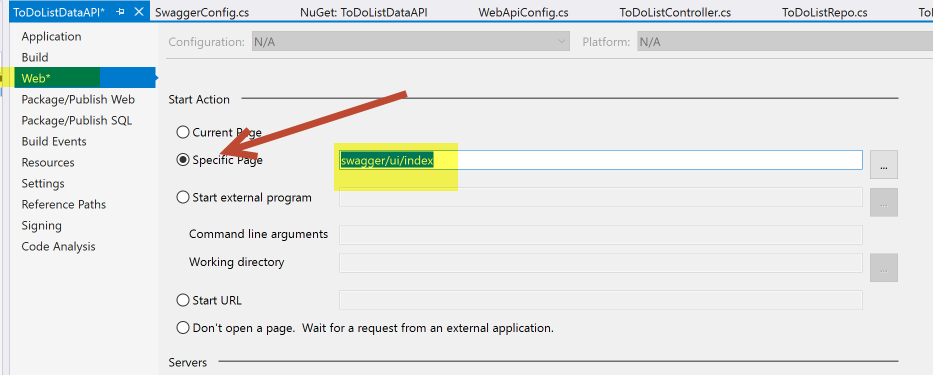 ToDoListDataAPI* SwaggerConfig.cs NuGet: ToDoListDataAPI WebApiConfig.cs ToDoListController.cs ToDoListRepo.cs
Application
Build
Web*
Package/Publish Web
Package/Publish SQL
Build Events
Resources
Settings
Reference Paths
Signing
Code Analysis
Configuration: N/A Platform: N/A
Start Action
Current Page
Specific Page swagger/ui/index ...
Start external program ...
Command line arguments
Working directory ...
Start URL
Don't open a page. Wait for a request from an external application.
Servers